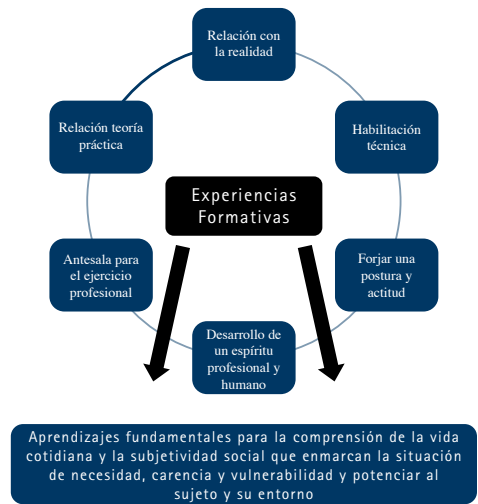 Relación con
la realidad
Relación teoría
práctica
Habilitación
técnica
Experiencias
Formativas
Antesala para
el ejercicio
profesional
Forjar una
postura y
actitud
Desarrollo de
un espíritu
profesional y
humano
Aprendizajes fundamentales para la comprensión de la vida
cotidiana y la subjetividad social que enmarcan la situación
de necesidad, carencia y vulnerabilidad y potenciar al
sujeto y su entorno